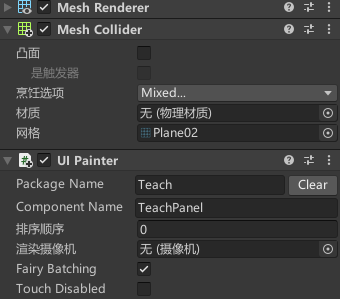 Mesh Renderer
Mesh Collider
凸面
是触发器
烹饪选项 Mixed...
材质 无 (物理材质)
网格 Plane02
UI Painter
Package Name Teach Clear
Component Name TeachPanel
排序顺序 0
渲染摄像机 无 (摄像机)
Fairy Batching
Touch Disabled